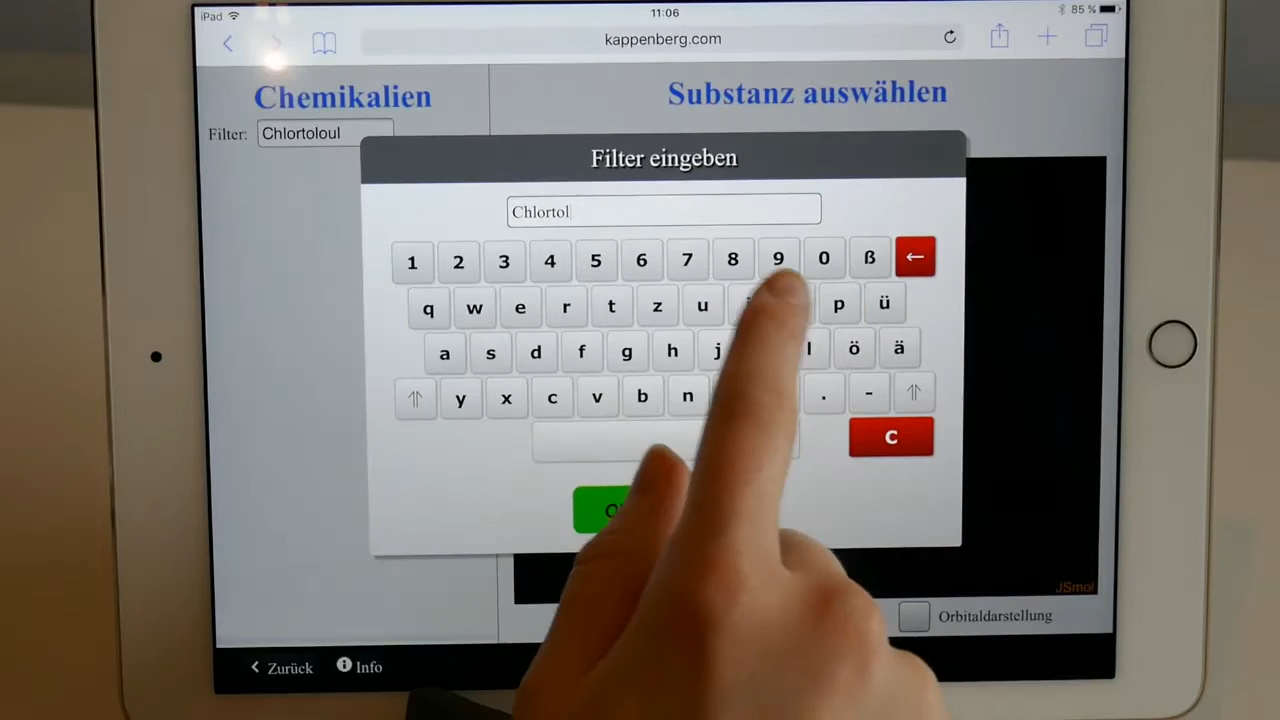 iPad 11:06 85 %
kappenberg.com
Chemikalien Substanz auswählen
Filter: Chlortoloul
Filter eingeben
Chlortol
1 2 3 4 5 6 7 8 9 0 ß ←
q w e r t z u p ü
a s d f g h j l ö ä
⇑ y x c v b n . - ⇑
C
JSmol
Orbitaldarstellung
Zurück Info